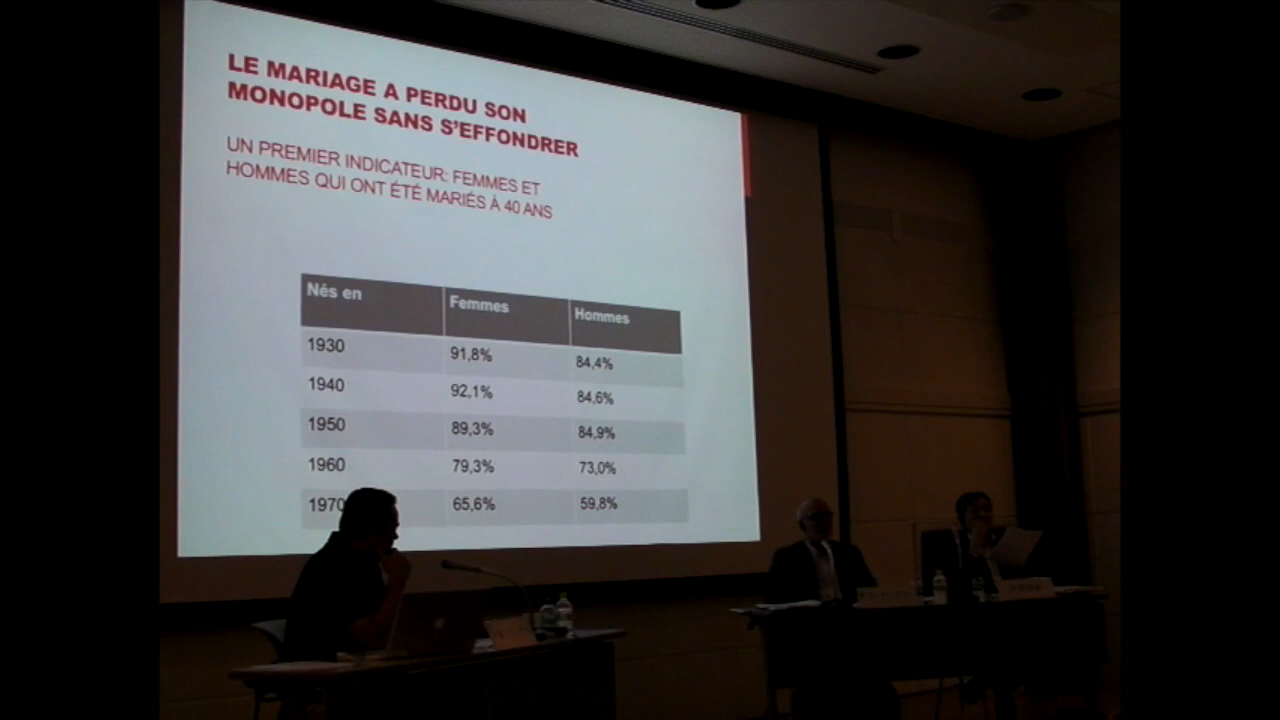 LE MARIAGE A PERDU SON
MONOPOLE SANS S'EFFONDRER
UN PREMIER INDICATEUR: FEMMES ET
HOMMES QUI ONT ÉTÉ MARIÉS À 40 ANS
Nés en Femmes Hommes
1930 91,8% 84,4%
1940 92,1% 84,6%
1950 89,3% 84,9%
1960 79,3% 73,0%
1970 65,6% 59,8%